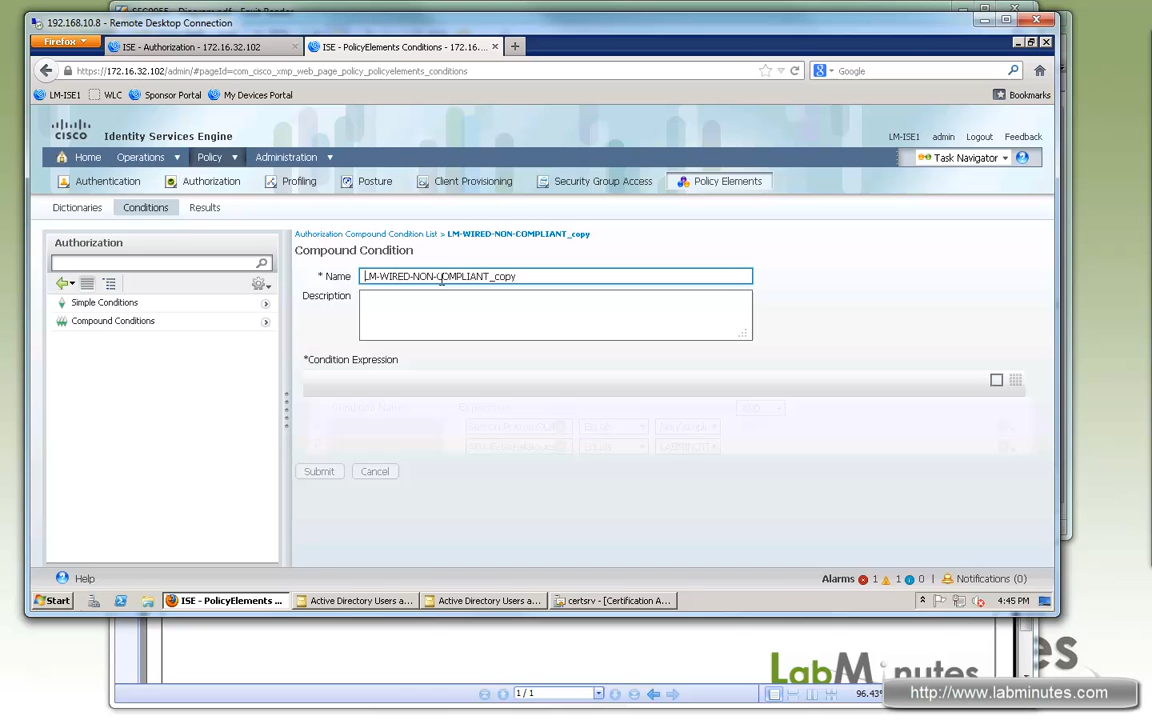 192.168.10.8 - Remote Desktop Connection
Firefox
ISE - Authorization - 172.16.32.102
ISE - PolicyElements Conditions - 172.16....
https://172.16.32.102/admin/#pageId=com_cisco_xmp_web_page_policy_policyelements_conditions
Google
LM-ISE1
WLC
Sponsor Portal
My Devices Portal
Bookmarks
CISCO
Identity Services Engine
LM-ISE1
admin
Logout
Feedback
Home
Operations
Policy
Administration
Task Navigator
Authentication
Authorization
Profiling
Posture
Client Provisioning
Security Group Access
Policy Elements
Dictionaries
Conditions
Results
Authorization
Simple Conditions
Compound Conditions
Authorization Compound Condition List > LM-WIRED-NON-COMPLIANT_copy
Compound Condition
* Name
LM-WIRED-NON-COMPLIANT_copy
Description
*Condition Expression
Submit
Cancel
Help
Alarms 1 1 0
Notifications (0)
Start
ISE - PolicyElements ...
Active Directory Users a...
Active Directory Users a...
certsrv - [Certification A...
4:45 PM
LabMinutes
1 / 1
96.43%
http://www.labminutes.com